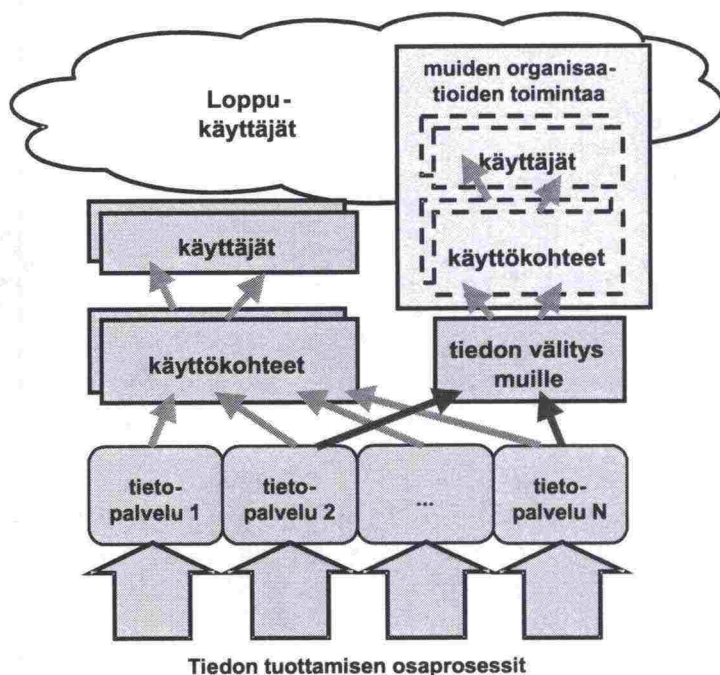 Loppu-
käyttäjät
muiden organisaa-
tioiden toimintaa
käyttäjät
käyttökohteet
käyttäjät
käyttökohteet
tiedon välitys
muille
tieto-
palvelu 1
tieto-
palvelu 2
...
tieto-
palvelu N
Tiedon tuottamisen osaprosessit